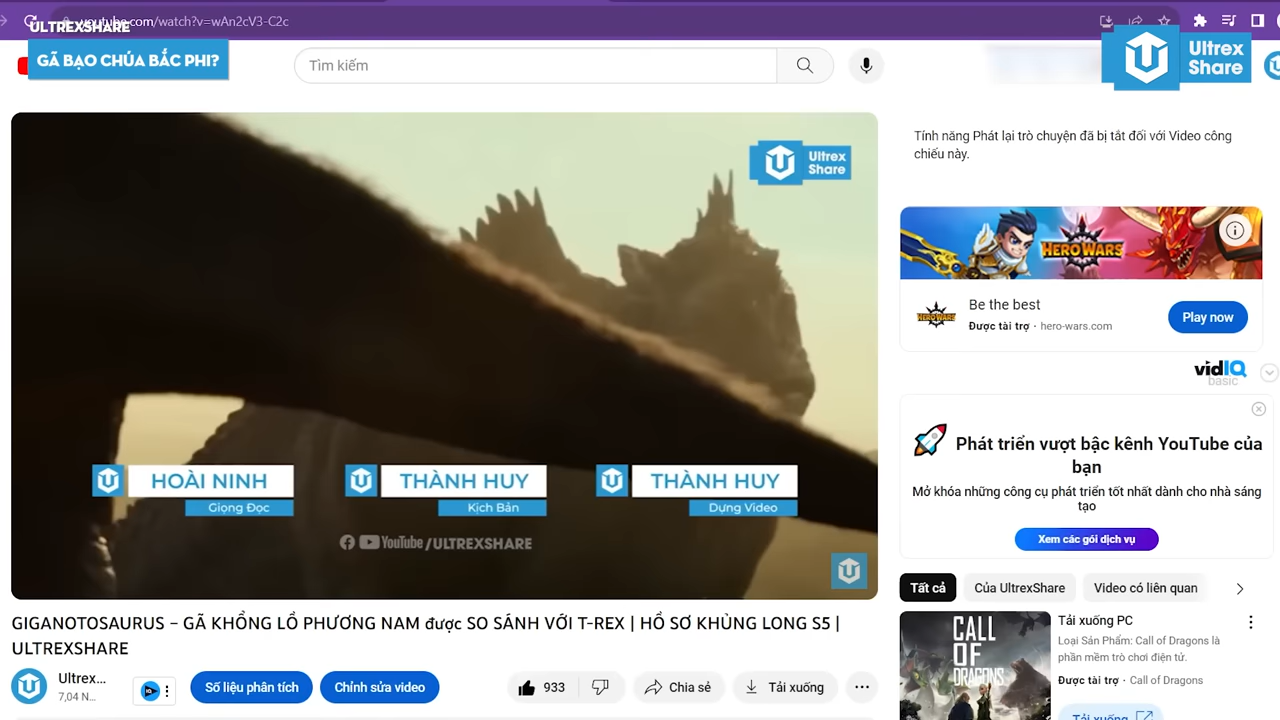 youtube.com/watch?v=wAn2cV3-C2c
ULTREXSHARE
GÃ BẠO CHÚA BẮC PHI?
Tìm kiếm
Ultrex
Share
Ultrex
Share
Tính năng Phát lại trò chuyện đã bị tắt đối với Video công
chiếu này.
HERO WARS
HERO WARS
Be the best
Được tài trợ · hero-wars.com
Play now
vidIQ
basic
Phát triển vượt bậc kênh YouTube của
bạn
Mở khóa những công cụ phát triển tốt nhất dành cho nhà sáng
tạo
Xem các gói dịch vụ
HOÀI NINH
Giọng Đọc
THÀNH HUY
Kịch Bản
THÀNH HUY
Dựng Video
YouTube /ULTREXSHARE
Tất cả
Của UltrexShare
Video có liên quan
GIGANOTOSAURUS – GÃ KHỔNG LỒ PHƯƠNG NAM được SO SÁNH VỚI T-REX | HỒ SƠ KHỦNG LONG S5 |
ULTREXSHARE
Ultrex...
7,04 N...
Số liệu phân tích
Chỉnh sửa video
933
Chia sẻ
Tải xuống
CALL
OF
DRAGONS
Tải xuống PC
Loại Sản Phẩm: Call of Dragons là
phần mềm trò chơi điện tử.
Được tài trợ · Call of Dragons
Tải xuống